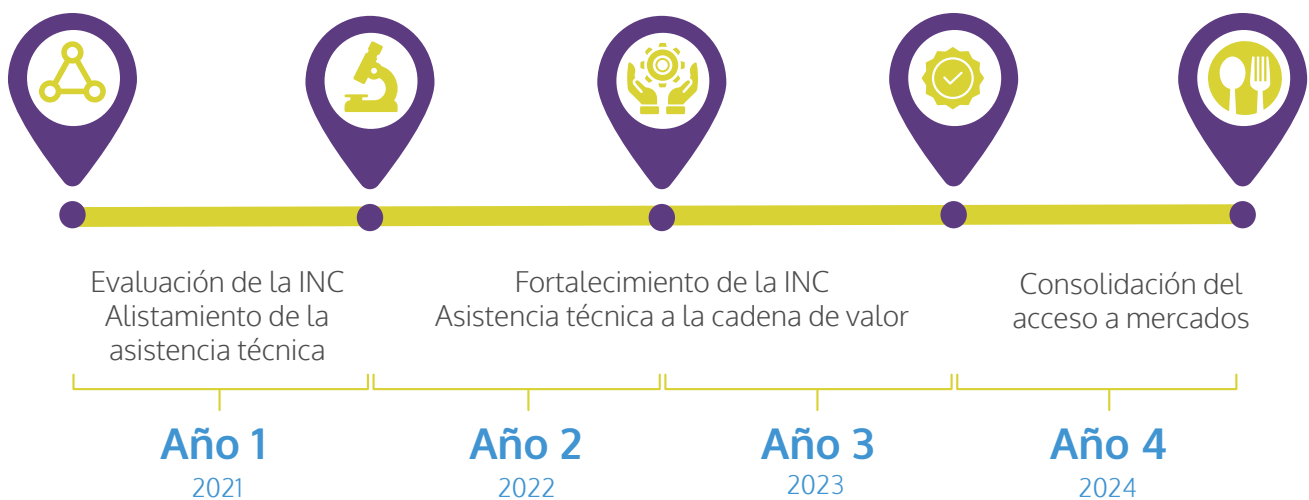 Evaluación de la INC
Alistamiento de la
asistencia técnica
Fortalecimiento de la INC
Asistencia técnica a la cadena de valor
Consolidación del
acceso a mercados
Año 1
2021
Año 2
2022
Año 3
2023
Año 4
2024